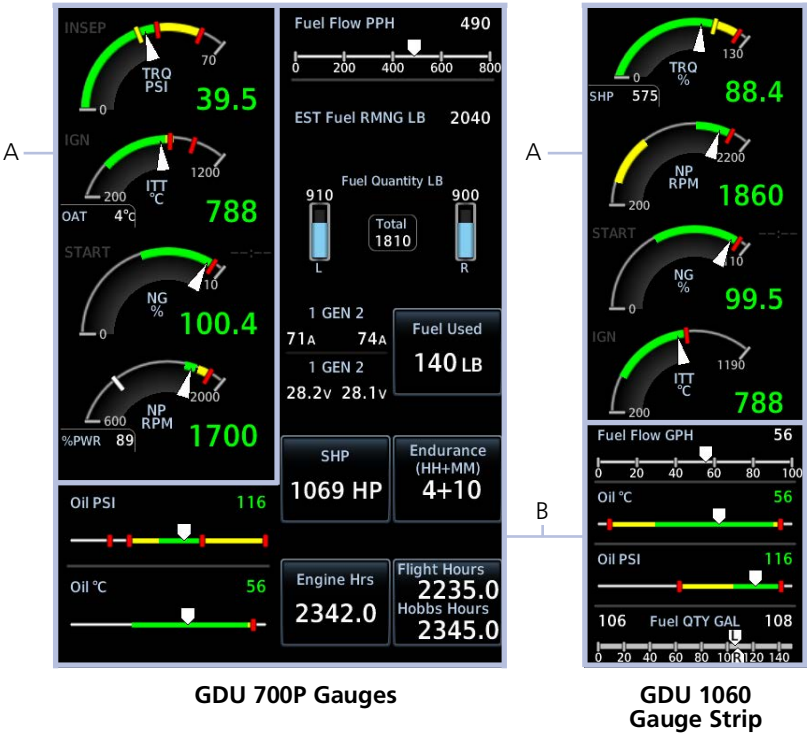 INSEP
70
TRQ
PSI
0
39.5
IGN
1200
200
ITT
°C
OAT 4°C
788
START
--:--
10
NG
%
0
100.4
2000
600
NP
RPM
%PWR 89
1700
Oil PSI 116
Oil °C 56
Fuel Flow PPH 490
0 200 400 600 800
EST Fuel RMNG LB 2040
Fuel Quantity LB
910 900
Total
1810
L R
1 GEN 2
71A 74A
1 GEN 2
28.2V 28.1V
Fuel Used
140 LB
SHP
1069 HP
Endurance
(HH+MM)
4+10
Engine Hrs
2342.0
Flight Hours
2235.0
Hobbs Hours
2345.0
A
A
B
130
TRQ
%
0
SHP 575
88.4
2200
NP
RPM
0
1860
START
--:--
110
NG
%
0
99.5
IGN
1190
ITT
°C
200
788
Fuel Flow GPH 56
0 20 40 60 80 100
Oil °C 56
Oil PSI 116
106 Fuel QTY GAL 108
L
0 20 40 60 80 120 140
R
GDU 700P Gauges
GDU 1060
Gauge Strip